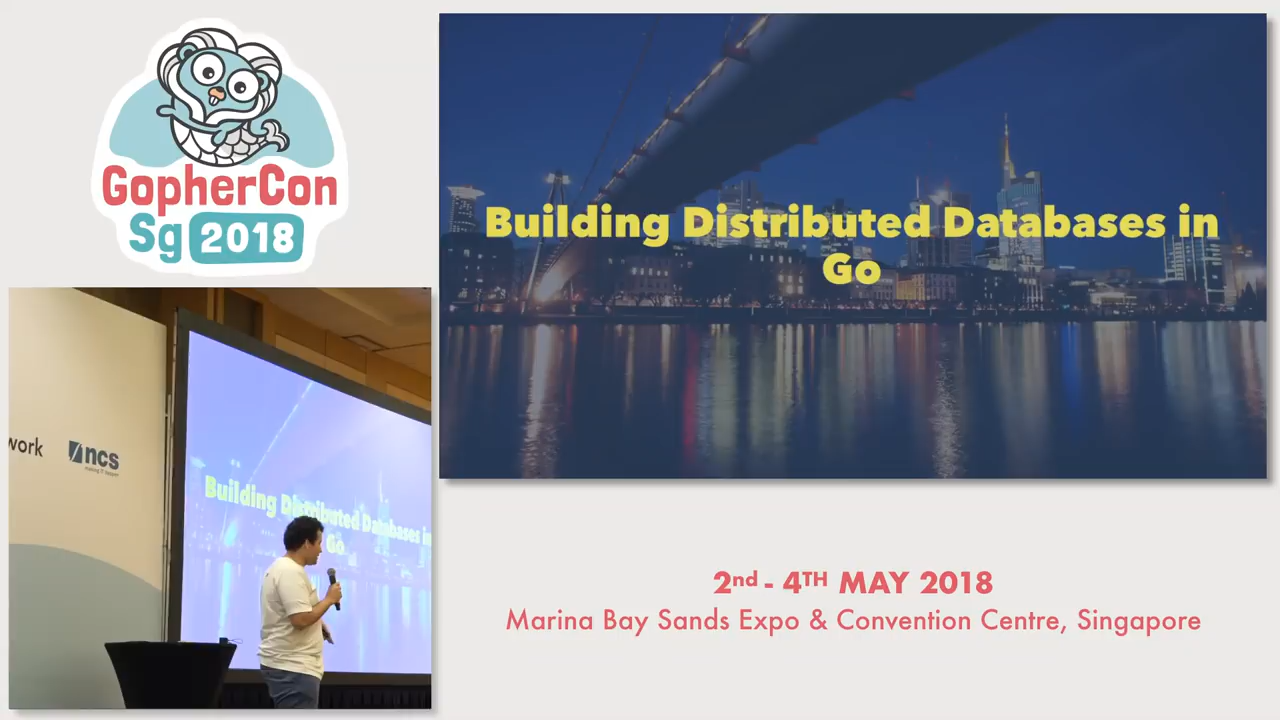 GopherCon
Sg 2018
Building Distributed Databases in
Go
work
ncs
Building Distributed Databases in
Go
2nd - 4TH MAY 2018
Marina Bay Sands Expo & Convention Centre, Singapore